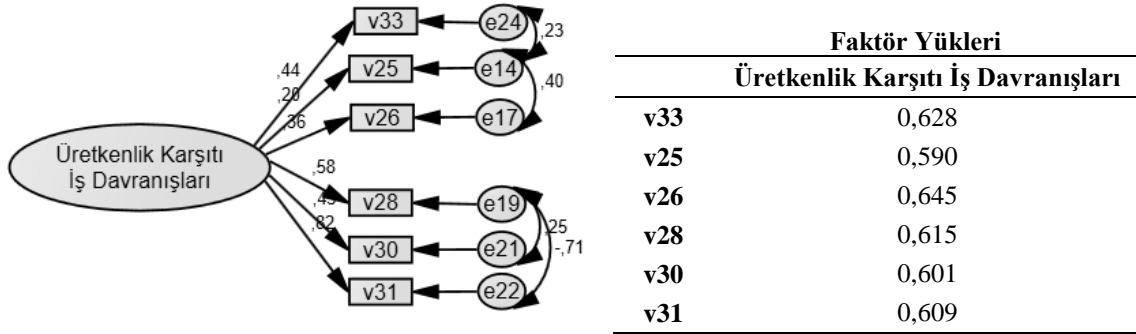 v33
e24
,23
,44
v25
e14
,40
,20
v26
e17
,36
Üretkenlik Karşıtı
İş Davranışları
,58
v28
e19
,25
v30
e21
-,71
,82
v31
e22
Faktör Yükleri
Üretkenlik Karşıtı İş Davranışları
v33 0,628
v25 0,590
v26 0,645
v28 0,615
v30 0,601
v31 0,609